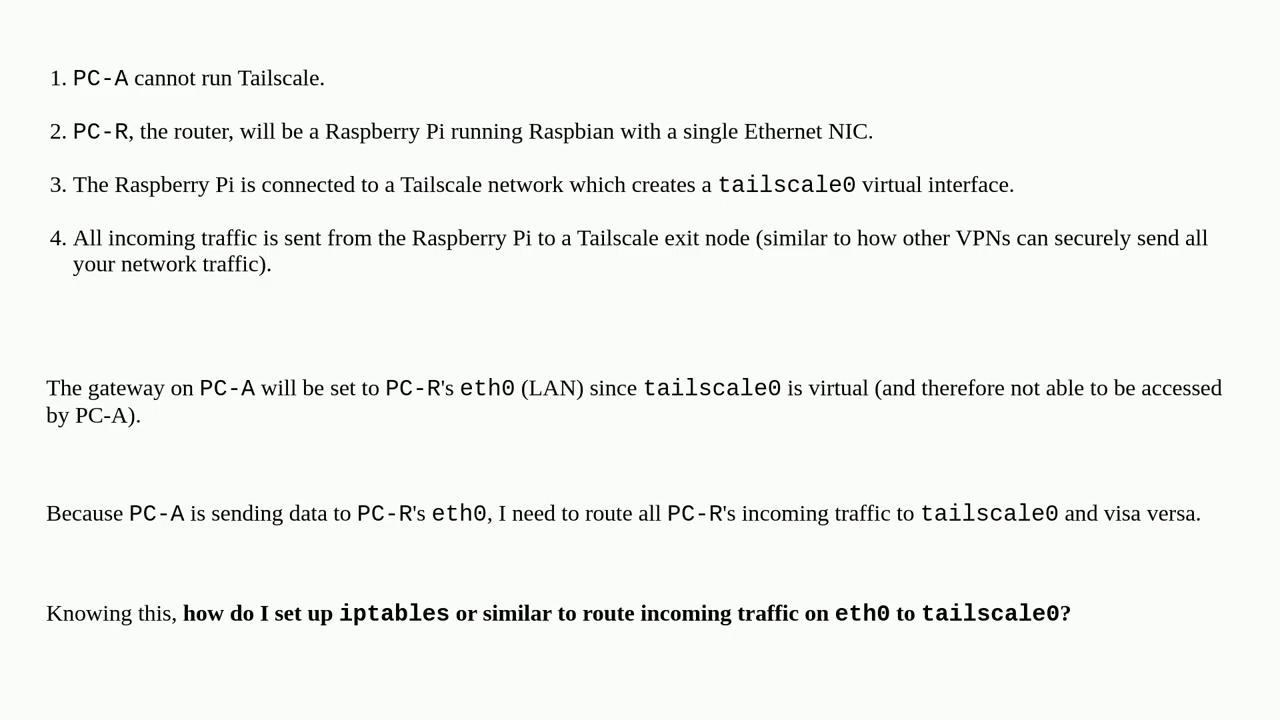 1. PC-A cannot run Tailscale.
2. PC-R, the router, will be a Raspberry Pi running Raspbian with a single Ethernet NIC.
3. The Raspberry Pi is connected to a Tailscale network which creates a tailscale0 virtual interface.
4. All incoming traffic is sent from the Raspberry Pi to a Tailscale exit node (similar to how other VPNs can securely send all
your network traffic).
The gateway on PC-A will be set to PC-R's eth0 (LAN) since tailscale0 is virtual (and therefore not able to be accessed
by PC-A).
Because PC-A is sending data to PC-R's eth0, I need to route all PC-R's incoming traffic to tailscale0 and visa versa.
Knowing this, how do I set up iptables or similar to route incoming traffic on eth0 to tailscale0?